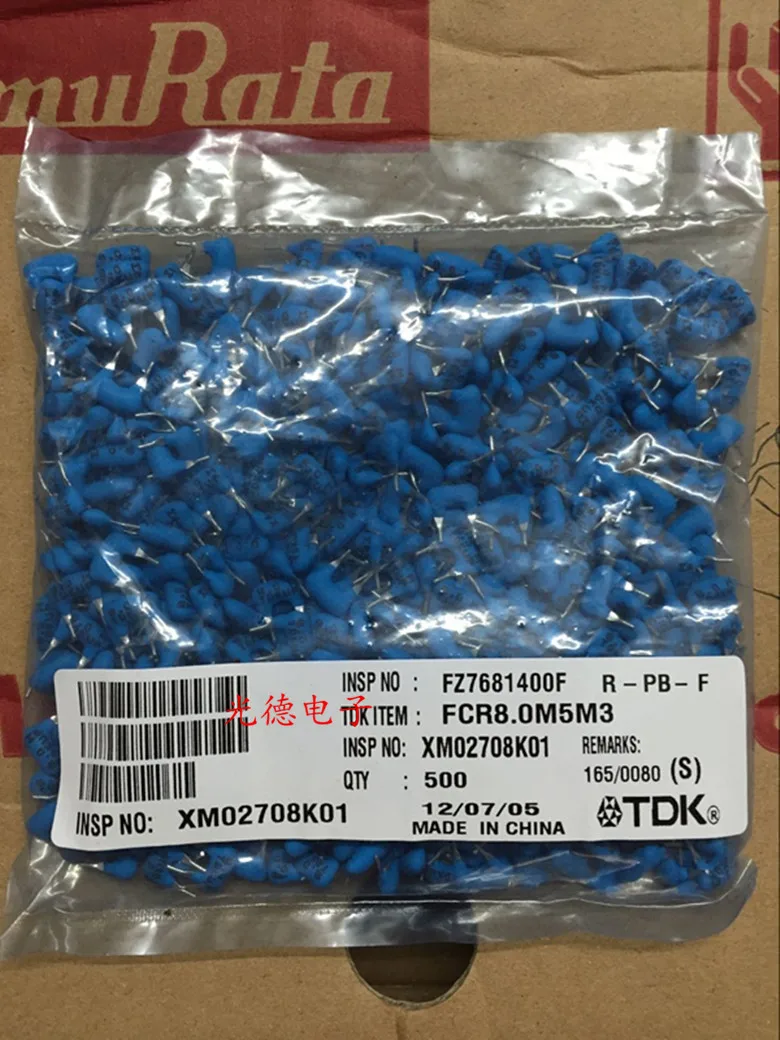 muRata
INSP NO : FZ7681400F R-PB-F
光德电子
TDK ITEM : FCR8.0M5M3
INSP NO: XM02708K01 REMARKS:
QTY : 500 165/0080 (S)
INSP NO: XM02708K01 12/07/05 TDK®
MADE IN CHINA